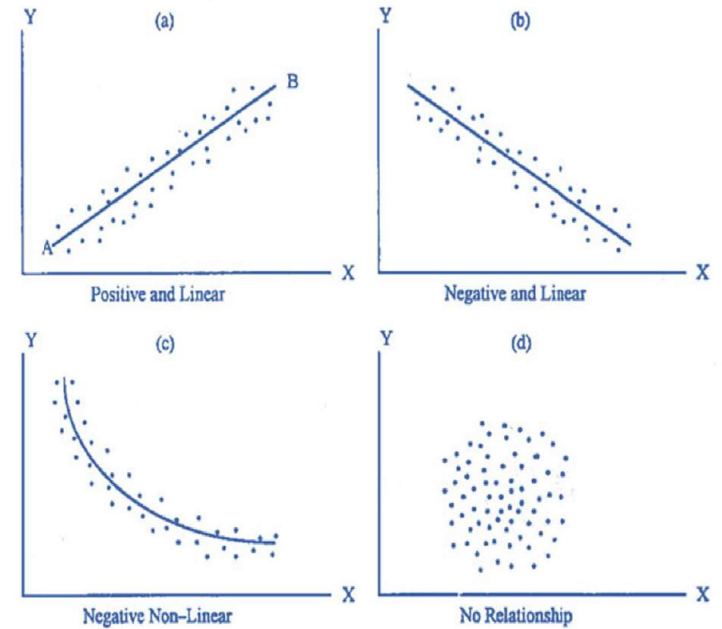 Y
(a)
B
A
X
Positive and Linear
Y
(b)
X
Negative and Linear
Y
(c)
X
Negative Non-Linear
Y
(d)
X
No Relationship